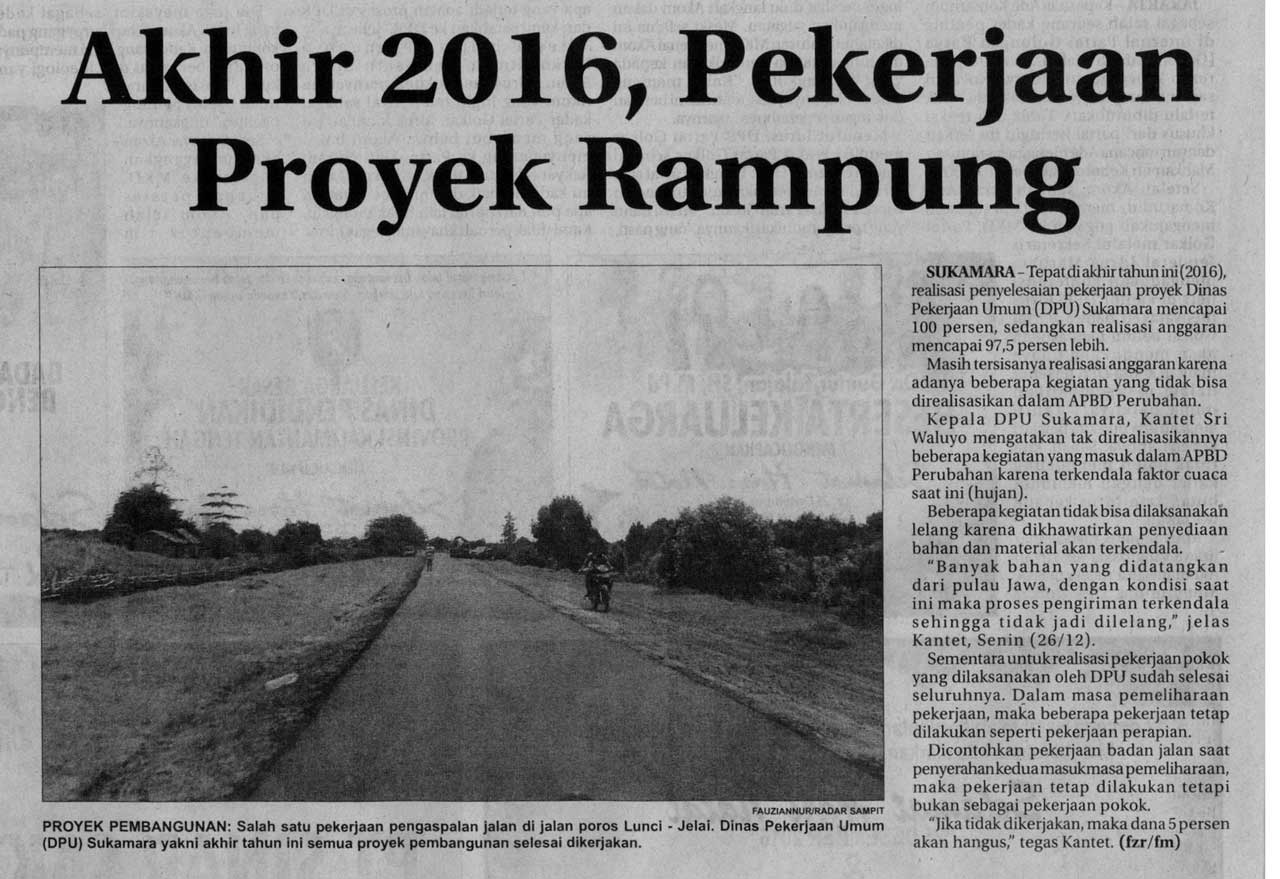 Akhir 2016, Pekerjaan
Proyek Rampung
FAUZIANNUR/RADAR SAMPIT
PROYEK PEMBANGUNAN: Salah satu pekerjaan pengaspalan jalan di jalan poros Lunci - Jelai. Dinas Pekerjaan Umum
(DPU) Sukamara yakni akhir tahun ini semua proyek pembangunan selesai dikerjakan.
SUKAMARA – Tepat di akhir tahun ini (2016),
realisasi penyelesaian pekerjaan proyek Dinas
Pekerjaan Umum (DPU) Sukamara mencapai
100 persen, sedangkan realisasi anggaran
mencapai 97,5 persen lebih.
Masih tersisanya realisasi anggaran karena
adanya beberapa kegiatan yang tidak bisa
direalisasikan dalam APBD Perubahan.
Kepala DPU Sukamara, Kantet Sri
Waluyo mengatakan tak direalisasikannya
beberapa kegiatan yang masuk dalam APBD
Perubahan karena terkendala faktor cuaca
saat ini (hujan).
Beberapa kegiatan tidak bisa dilaksanakan
lelang karena dikhawatirkan penyediaan
bahan dan material akan terkendala.
"Banyak bahan yang didatangkan
dari pulau Jawa, dengan kondisi saat
ini maka proses pengiriman terkendala
sehingga tidak jadi dilelang," jelas
Kantet, Senin (26/12).
Sementara untuk realisasi pekerjaan pokok
yang dilaksanakan oleh DPU sudah selesai
seluruhnya. Dalam masa pemeliharaan
pekerjaan, maka beberapa pekerjaan tetap
dilakukan seperti pekerjaan perapian.
Dicontohkan pekerjaan badan jalan saat
penyerahan kedua masuk masa pemeliharaan,
maka pekerjaan tetap dilakukan tetapi
bukan sebagai pekerjaan pokok.
"Jika tidak dikerjakan, maka dana 5 persen
akan hangus," tegas Kantet. (fzr/fm)